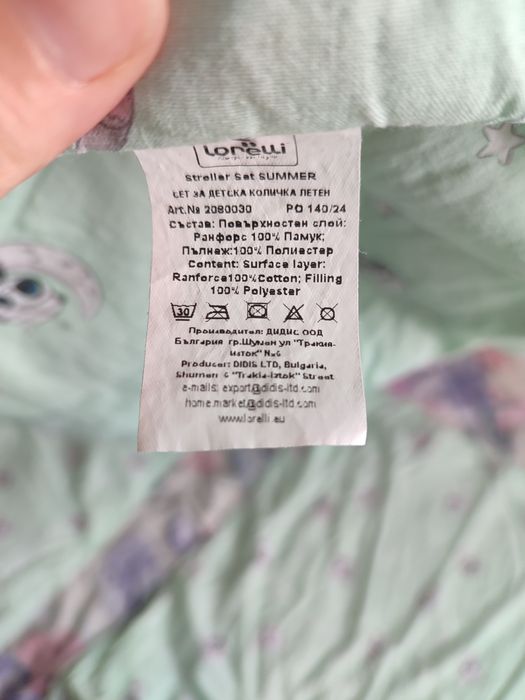 Lorelli
Stroller Set SUMMER
СЕТ ЗА ДЕТСКА КОЛИЧКА ЛЕТЕН
Art.№ 2080030 PO 140/24
Състав: Повърхностен слой:
Ранфорс 100% Памук;
Пълнеж:100% Полиестер
Content: Surface layer:
Ranforce100%Cotton; Filling
100% Polyester
30
Производител: ДИДИС ООД
България гр.Шумен ул "Тракия-
изток" №6
Producer: DIDIS LTD, Bulgaria,
Shumen 6 "Trakia-Iztok" Street
e-mails: export@didis-ltd.com
home.market@didis-ltd.com
www.lorelli.eu